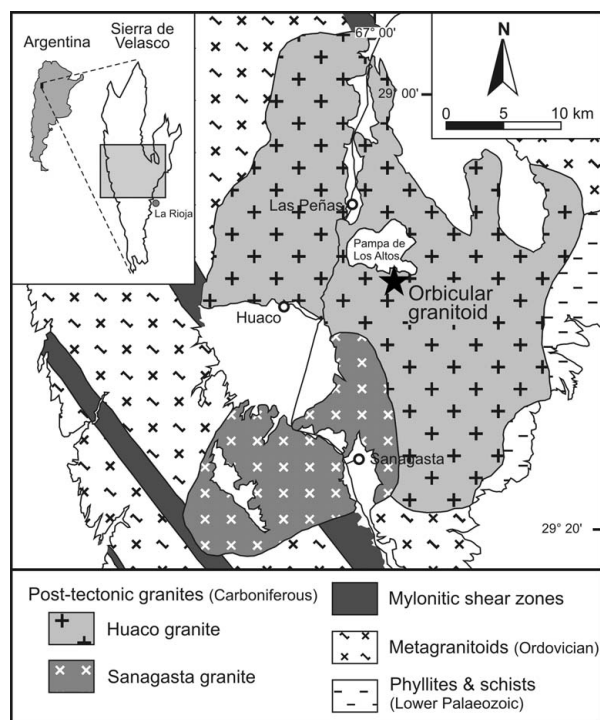 Argentina
Sierra de
Velasco
La Rioja
67° 00'
29° 00'
N
0 5 10 km
Las Peñas
Pampa de
Los Altos
Orbicular
granitoid
Huaco
Sanagasta
29° 20'
Post-tectonic granites (Carboniferous)
Huaco granite
Sanagasta granite
Mylonitic shear zones
Metagranitoids (Ordovician)
Phyllites & schists
(Lower Palaeozoic)